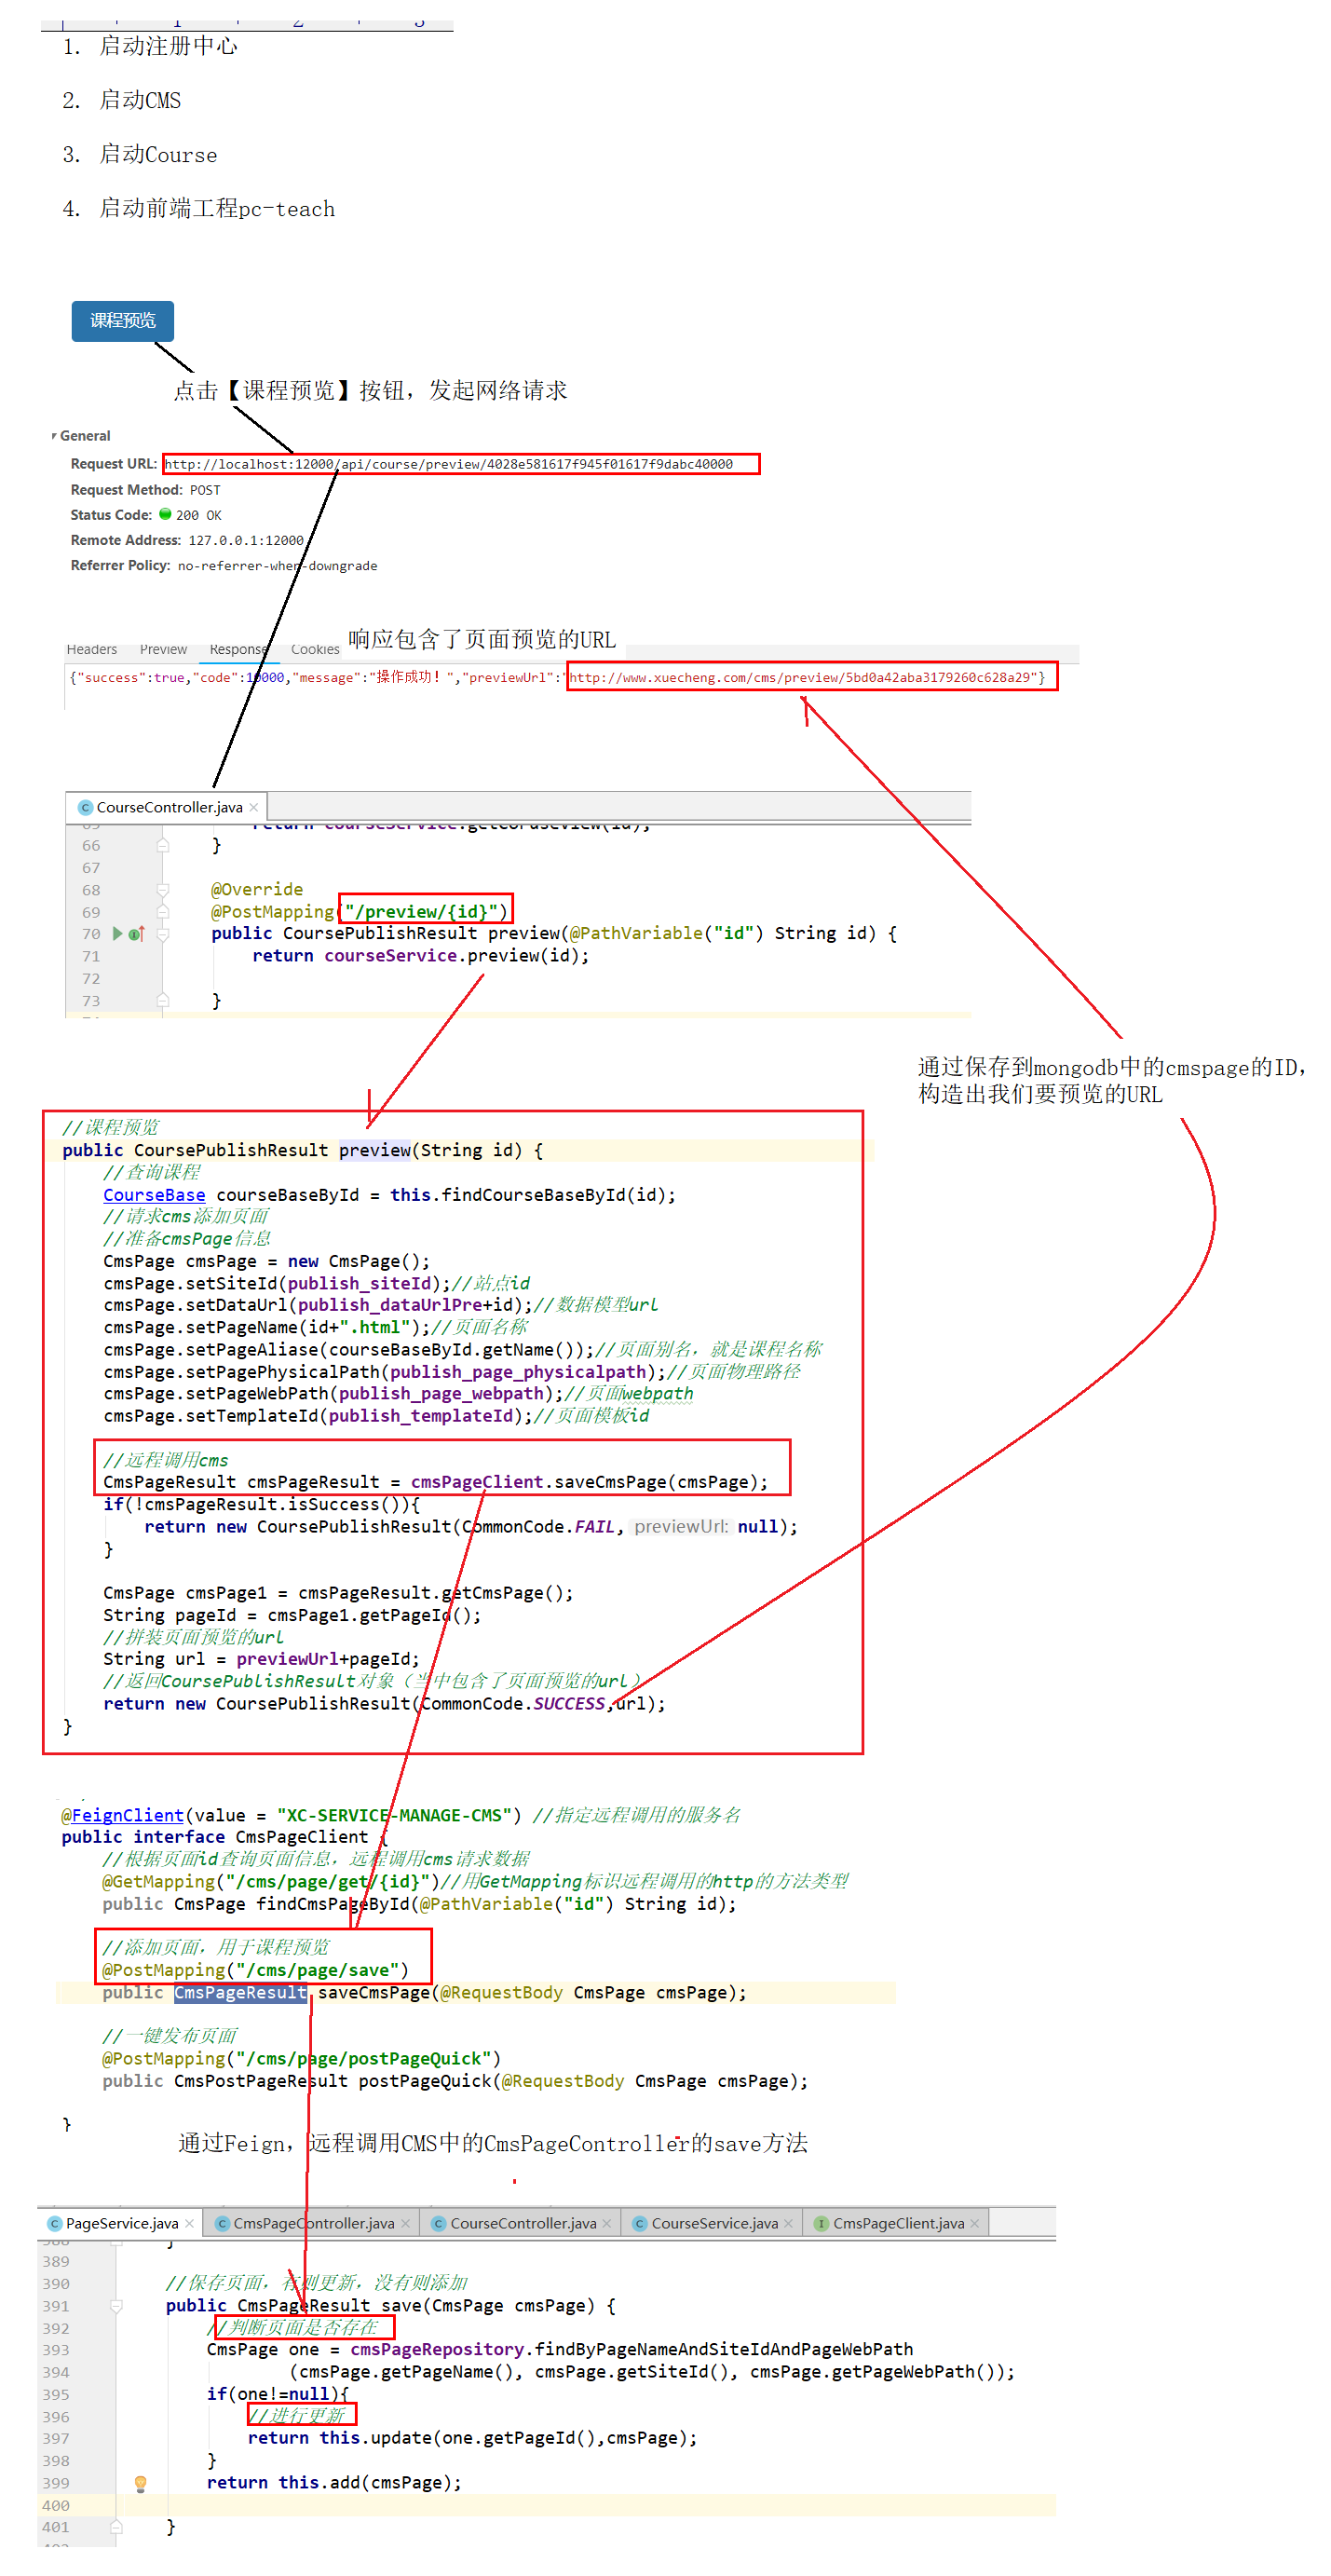 1 2 3
1. 启动注册中心
2. 启动CMS
3. 启动Course
4. 启动前端工程pc-teach
课程预览
点击【课程预览】按钮，发起网络请求
General
Request URL: http://localhost:12000/api/course/preview/4028e581617f945f01617f9dabc40000
Request Method: POST
Status Code: 200 OK
Remote Address: 127.0.0.1:12000
Referrer Policy: no-referrer-when-downgrade
响应包含了页面预览的URL
Headers Preview Response Cookies
{"success":true,"code":10000,"message":"操作成功！","previewUrl":"http://www.xuecheng.com/cms/preview/5bd0a42aba3179260c628a29"}
CourseController.java
66 }
67
68 @Override
69 @PostMapping("/preview/{id}")
70 public CoursePublishResult preview(@PathVariable("id") String id) {
71 return courseService.preview(id);
72
73 }
通过保存到mongodb中的cmspage的ID，
构造出我们要预览的URL
//课程预览
public CoursePublishResult preview(String id) {
//查询课程
CourseBase courseBaseById = this.findCourseBaseById(id);
//请求cms添加页面
//准备cmsPage信息
CmsPage cmsPage = new CmsPage();
cmsPage.setSiteId(publish_siteId);//站点id
cmsPage.setDataUrl(publish_dataUrlPre+id);//数据模型url
cmsPage.setPageName(id+".html");//页面名称
cmsPage.setPageAliase(courseBaseById.getName());//页面别名，就是课程名称
cmsPage.setPagePhysicalPath(publish_page_physicalpath);//页面物理路径
cmsPage.setPageWebPath(publish_page_webpath);//页面webpath
cmsPage.setTemplateId(publish_templateId);//页面模板id
//远程调用cms
CmsPageResult cmsPageResult = cmsPageClient.saveCmsPage(cmsPage);
if(!cmsPageResult.isSuccess()){
return new CoursePublishResult(CommonCode.FAIL, previewUrl: null);
}
CmsPage cmsPage1 = cmsPageResult.getCmsPage();
String pageId = cmsPage1.getPageId();
//拼装页面预览的url
String url = previewUrl+pageId;
//返回CoursePublishResult对象（当中包含了页面预览的url）
return new CoursePublishResult(CommonCode.SUCCESS,url);
}
@FeignClient(value = "XC-SERVICE-MANAGE-CMS") //指定远程调用的服务名
public interface CmsPageClient {
//根据页面id查询页面信息，远程调用cms请求数据
@GetMapping("/cms/page/get/{id}")//用GetMapping标识远程调用的http的方法类型
public CmsPage findCmsPageById(@PathVariable("id") String id);
//添加页面，用于课程预览
@PostMapping("/cms/page/save")
public CmsPageResult saveCmsPage(@RequestBody CmsPage cmsPage);
//一键发布页面
@PostMapping("/cms/page/postPageQuick")
public CmsPostPageResult postPageQuick(@RequestBody CmsPage cmsPage);
}
通过Feign，远程调用CMS中的CmsPageController的save方法
PageService.java CmsPageController.java CourseController.java CourseService.java CmsPageClient.java
389
390 //保存页面，有则更新，没有则添加
391 public CmsPageResult save(CmsPage cmsPage) {
392 //判断页面是否存在
393 CmsPage one = cmsPageRepository.findByPageNameAndSiteIdAndPageWebPath
394 (cmsPage.getPageName(), cmsPage.getSiteId(), cmsPage.getPageWebPath());
395 if(one!=null){
396 //进行更新
397 return this.update(one.getPageId(),cmsPage);
398 }
399 return this.add(cmsPage);
400
401 }